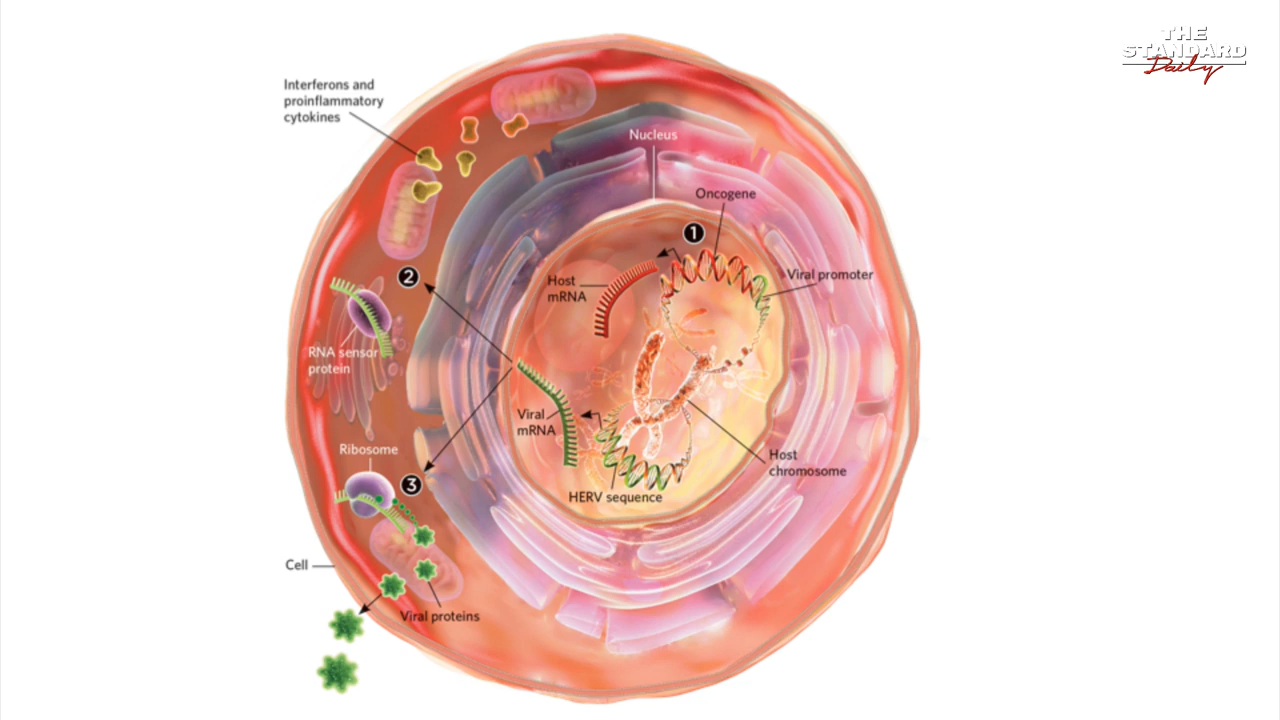 THE
STANDARD
Daily
Interferons and
proinflammatory
cytokines
Nucleus
Oncogene
1
Viral promoter
Host
mRNA
2
RNA sensor
protein
Viral
mRNA
Ribosome
3
Host
chromosome
HERV sequence
Cell
Viral proteins